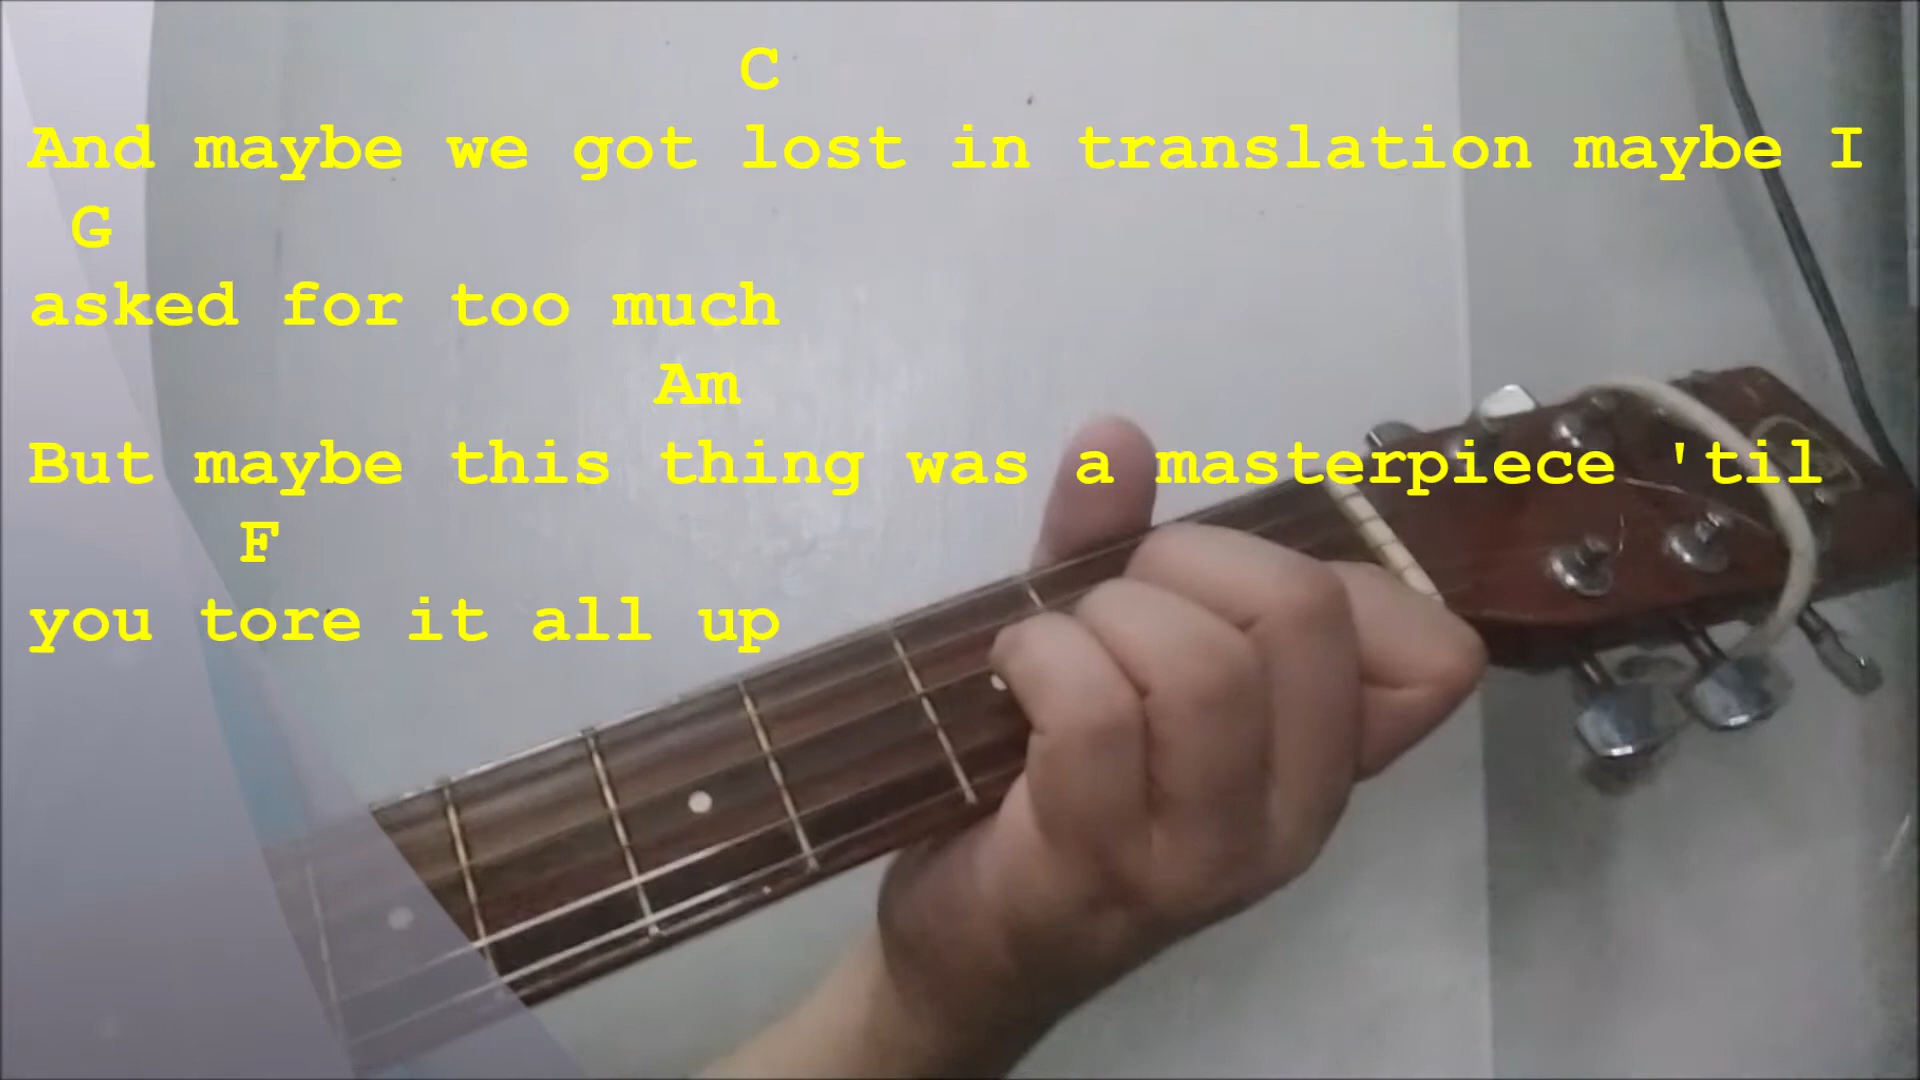 C
And maybe we got lost in translation maybe I
G
asked for too much
Am
But maybe this thing was a masterpiece 'til
F
you tore it all up